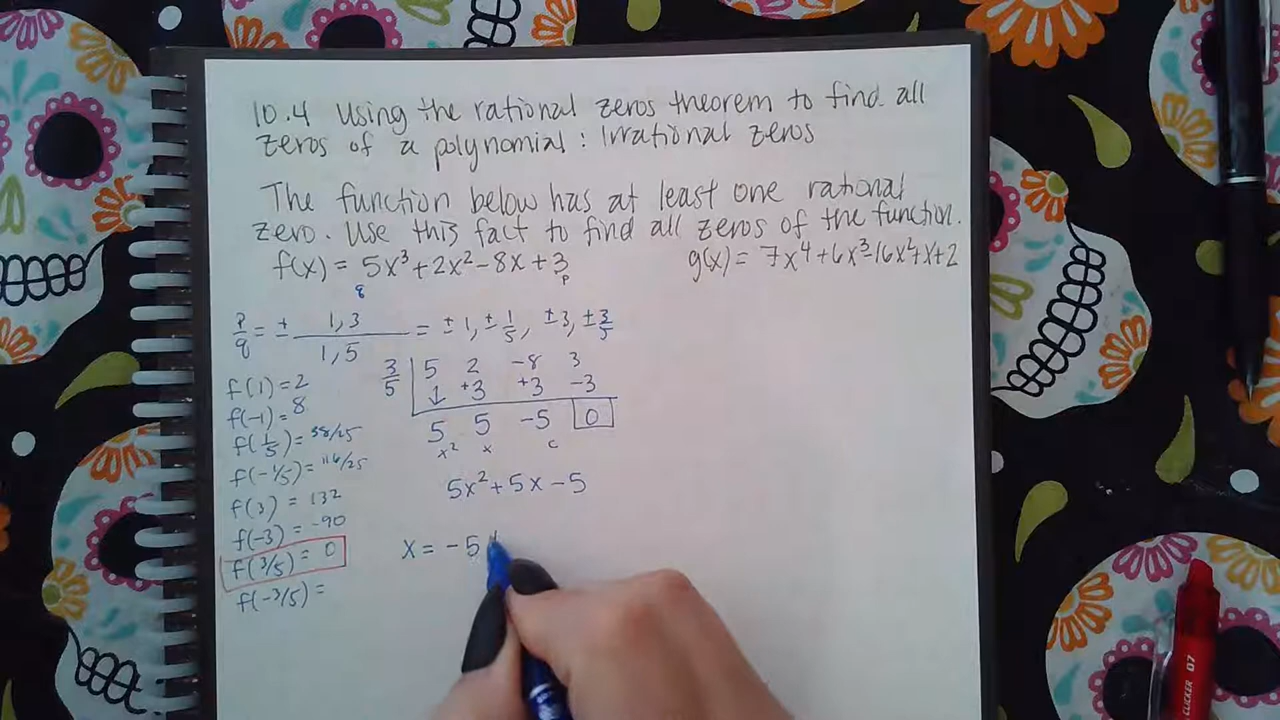 10.4 Using the rational zeros theorem to find all
zeros of a polynomial : Irrational zeros
The function below has at least one rational
zero. Use this fact to find all zeros of the function.
f(x) = 5x³+2x²-8x+3
g(x) = 7x⁴+6x³-16x²+x+2
q
p
p/q = ± 1,3 / 1,5 = ±1, ±1/5, ±3, ±3/5
f(1)=2
f(-1)=8
f(1/5)=38/25
f(-1/5)=116/25
f(3) = 132
f(-3) = -90
f(3/5) = 0
f(-3/5) =
3/5 5 2 -8 3
↓ +3 +3 -3
5 5 -5 0
x² x c
5x²+5x-5
x = -5
CLICKER 07